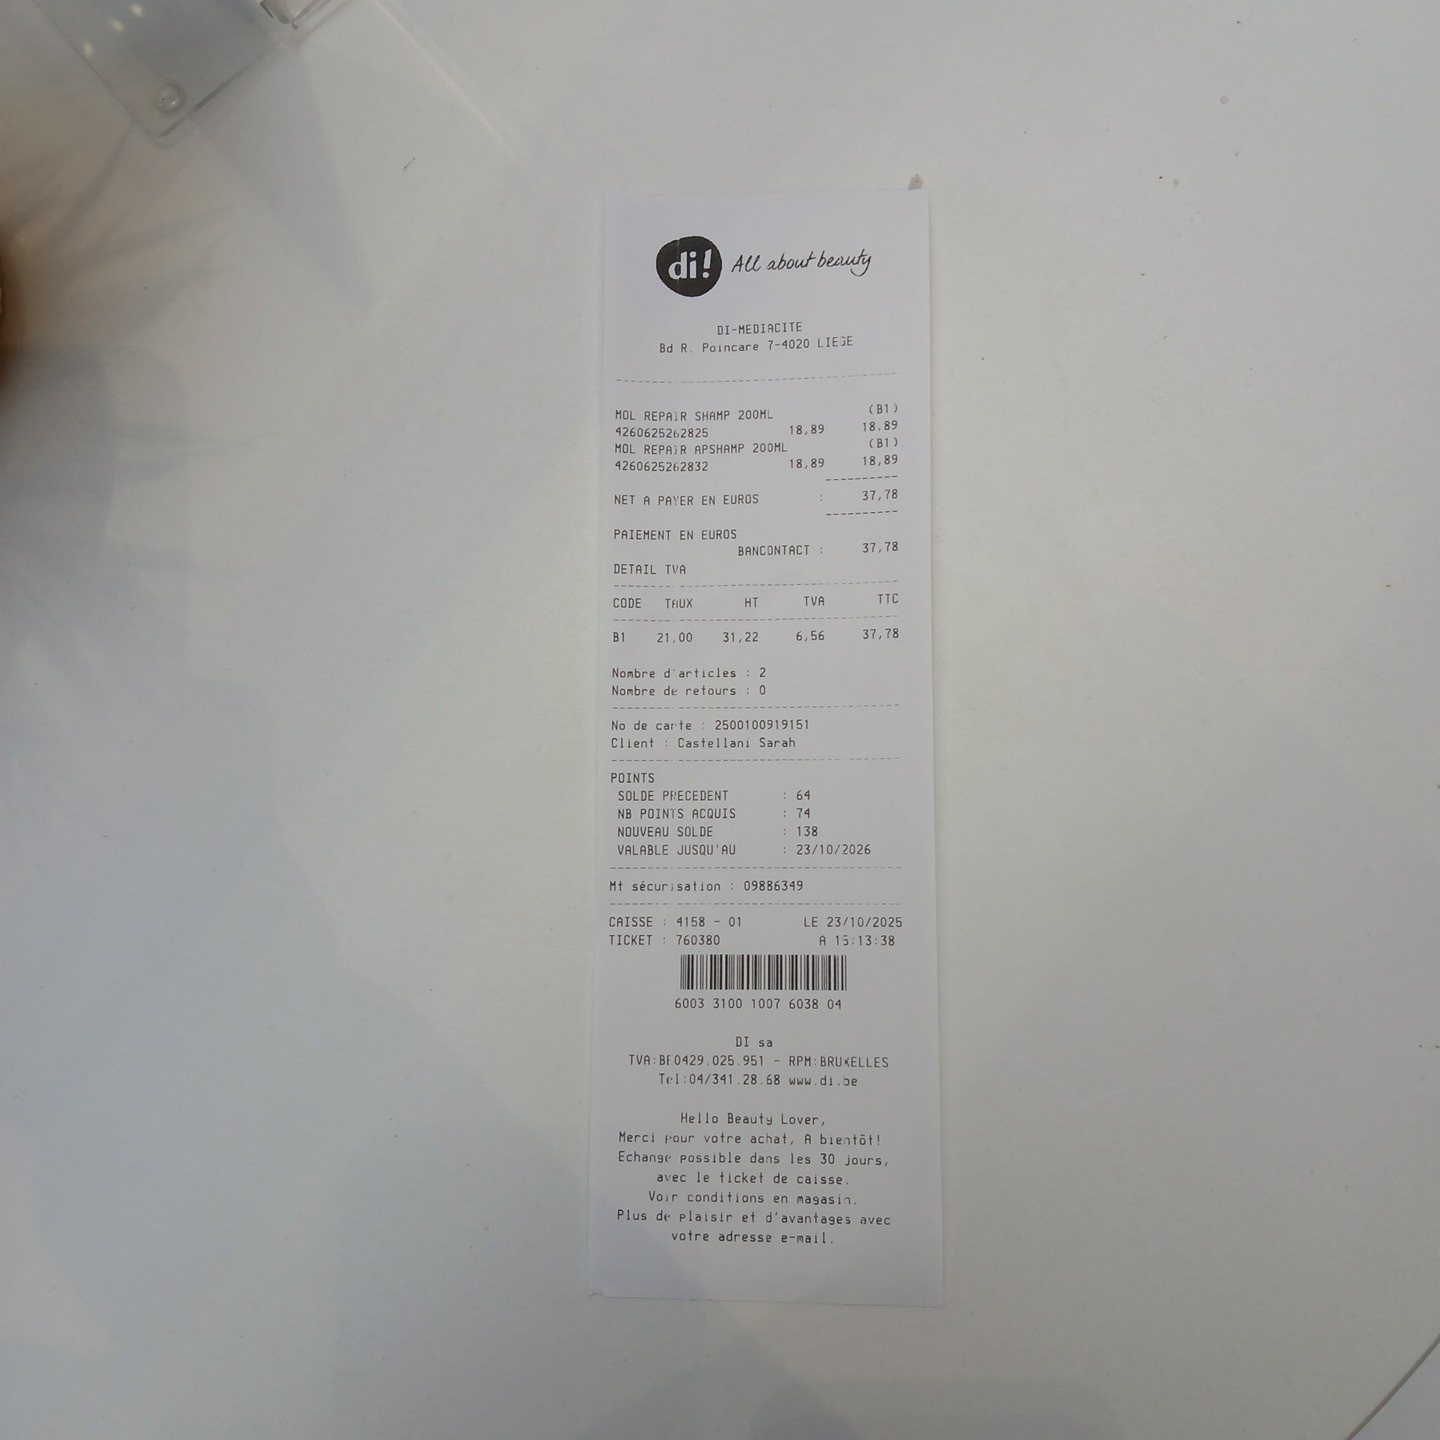 di! All about beauty
DI-MEDIACITE
Bd R. Poincare 7-4020 LIEGE
MOL REPAIR SHAMP 200ML (B1)
4260625262825 18,89 18,89
MOL REPAIR APSHAMP 200ML (B1)
4260625262832 18,89 18,89
NET A PAYER EN EUROS : 37,78
PAIEMENT EN EUROS
BANCONTACT : 37,78
DETAIL TVA
CODE TAUX HT TVA TTC
B1 21,00 31,22 6,56 37,78
Nombre d'articles : 2
Nombre de retours : 0
No de carte : 2500100919151
Client : Castellani Sarah
POINTS
SOLDE PRECEDENT : 64
NB POINTS ACQUIS : 74
NOUVEAU SOLDE : 138
VALABLE JUSQU'AU : 23/10/2026
Mt sécurisation : 09886349
CAISSE : 4158 - 01 LE 23/10/2025
TICKET : 760380 A 15:13:38
6003 3100 1007 6038 04
DI sa
TVA:BE0429.025.951 - RPM:BRUXELLES
Tel:04/341.28.68 www.di.be
Hello Beauty Lover,
Merci pour votre achat, A bientôt!
Echange possible dans les 30 jours,
avec le ticket de caisse.
Voir conditions en magasin.
Plus de plaisir et d'avantages avec
votre adresse e-mail.